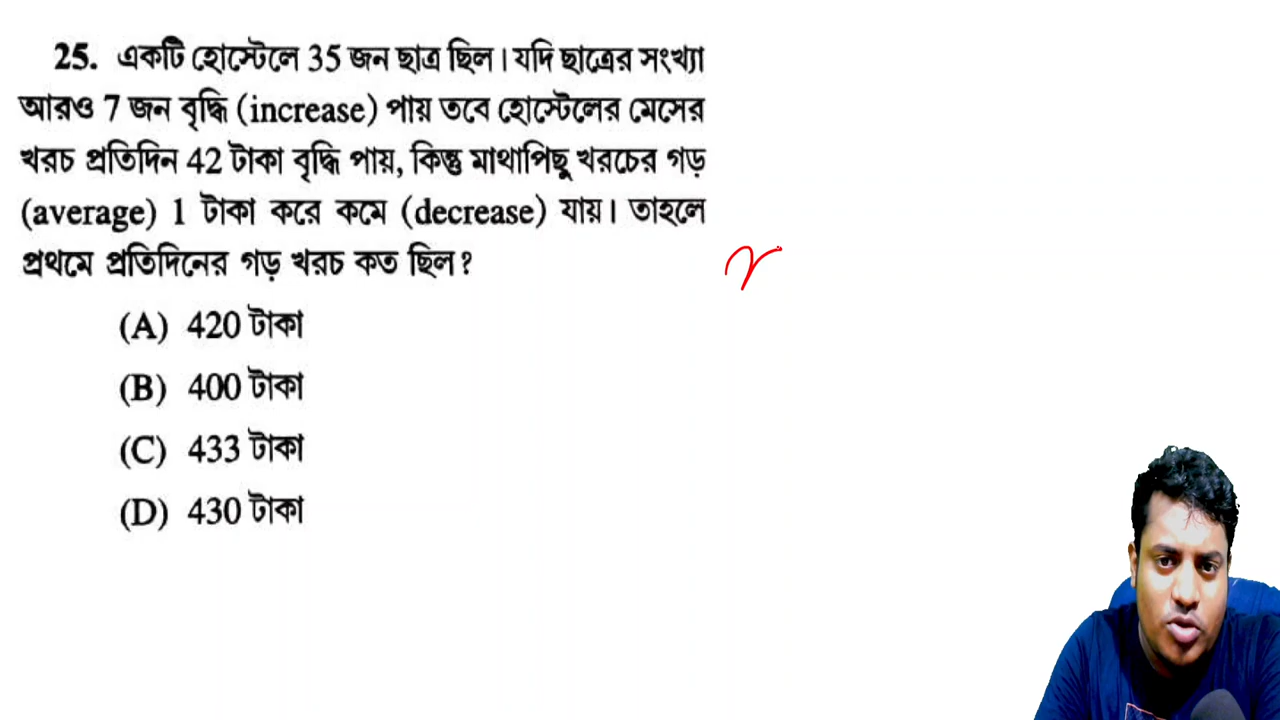 25. একটি হোস্টেলে 35 জন ছাত্র ছিল। যদি ছাত্রের সংখ্যা
আরও 7 জন বৃদ্ধি (increase) পায় তবে হোস্টেলের মেসের
খরচ প্রতিদিন 42 টাকা বৃদ্ধি পায়, কিন্তু মাথাপিছু খরচের গড়
(average) 1 টাকা করে কমে (decrease) যায়। তাহলে
প্রথমে প্রতিদিনের গড় খরচ কত ছিল?
(A) 420 টাকা
(B) 400 টাকা
(C) 433 টাকা
(D) 430 টাকা